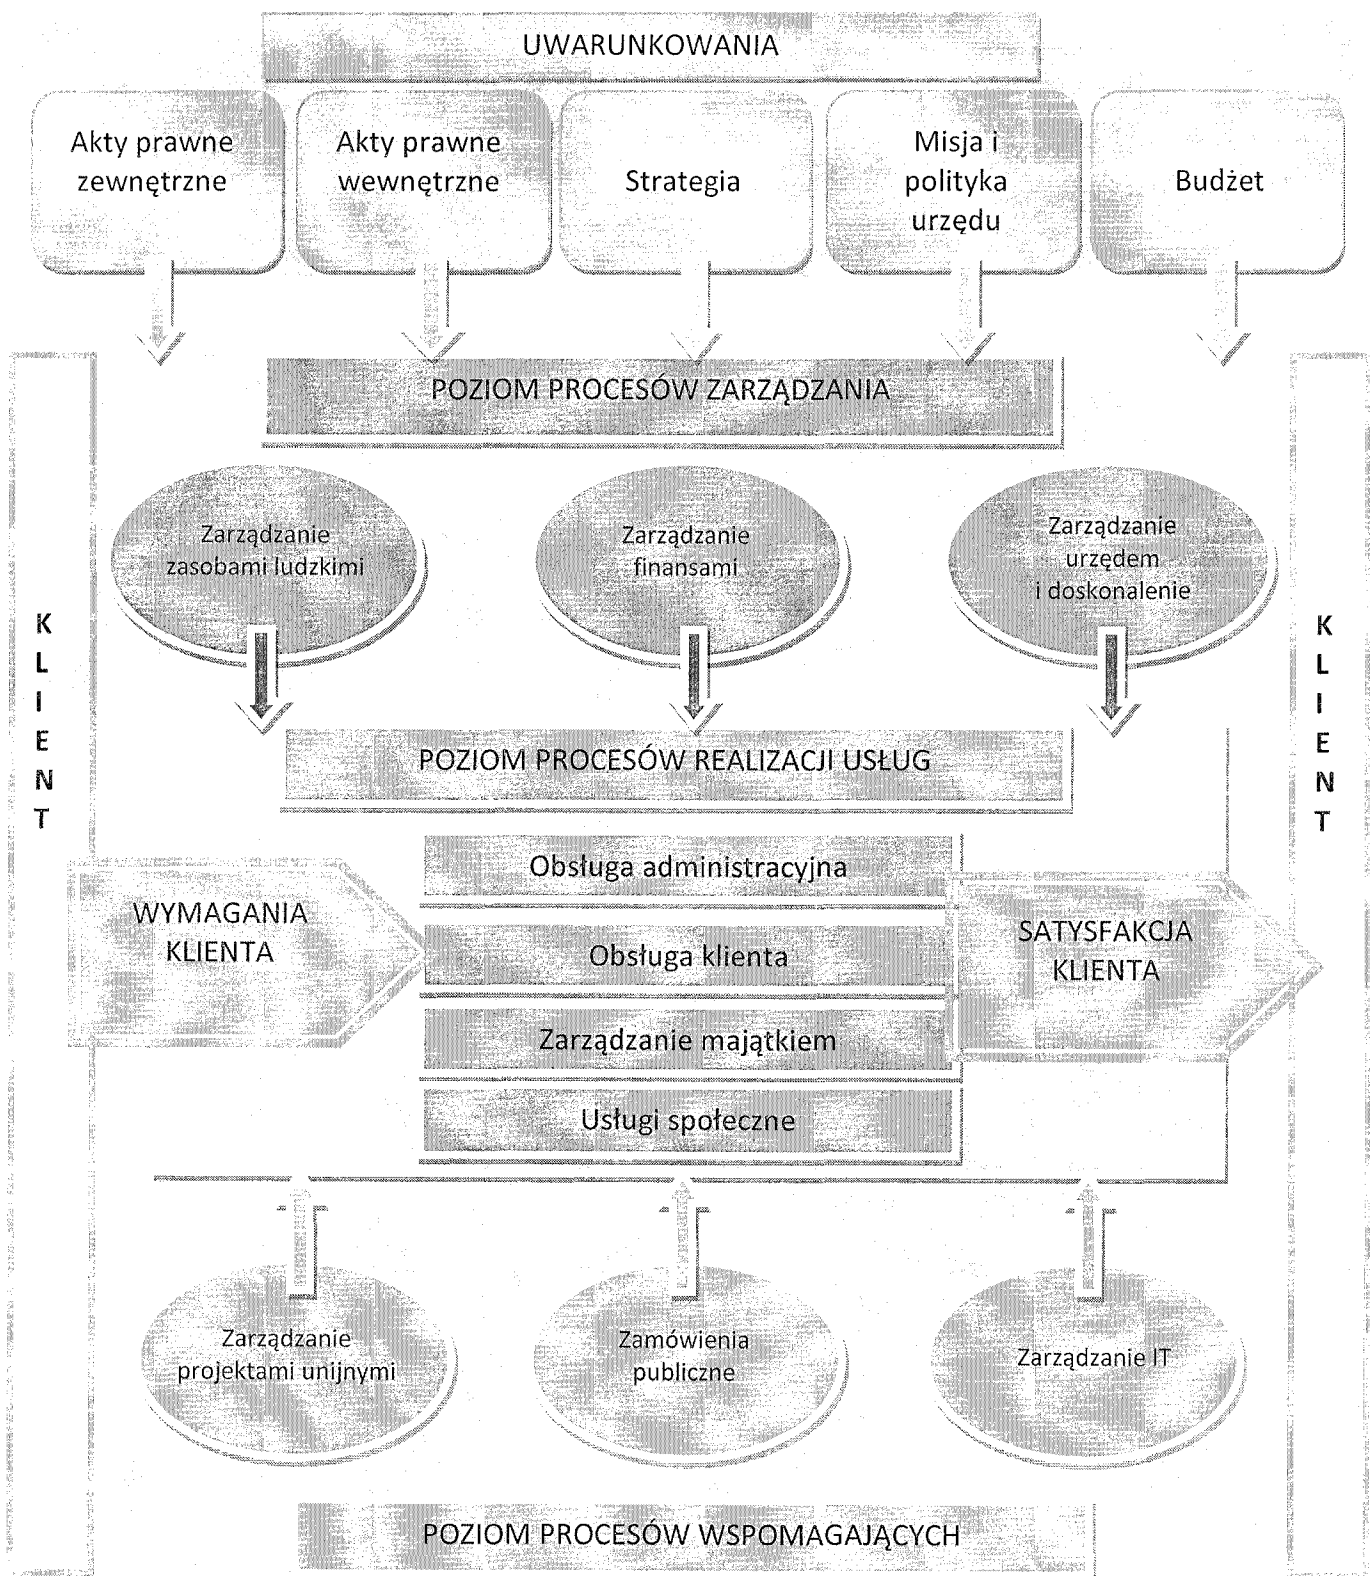 UWARUNKOWANIA
Akty prawne
zewnętrzne
Akty prawne
wewnętrzne
Strategia
Misja i
polityka
urzędu
Budżet
POZIOM PROCESÓW ZARZĄDZANIA
Zarządzanie
zasobami ludzkimi
Zarządzanie
finansami
Zarządzanie
urzędem
i doskonalenie
K
L
I
E
N
T
K
L
I
E
N
T
POZIOM PROCESÓW REALIZACJI USŁUG
WYMAGANIA
KLIENTA
Obsługa administracyjna
Obsługa klienta
Zarządzanie majątkiem
Usługi społeczne
SATYSFAKCJA
KLIENTA
Zarządzanie
projektami unijnymi
Zamówienia
publiczne
Zarządzanie IT
POZIOM PROCESÓW WSPOMAGAJĄCYCH